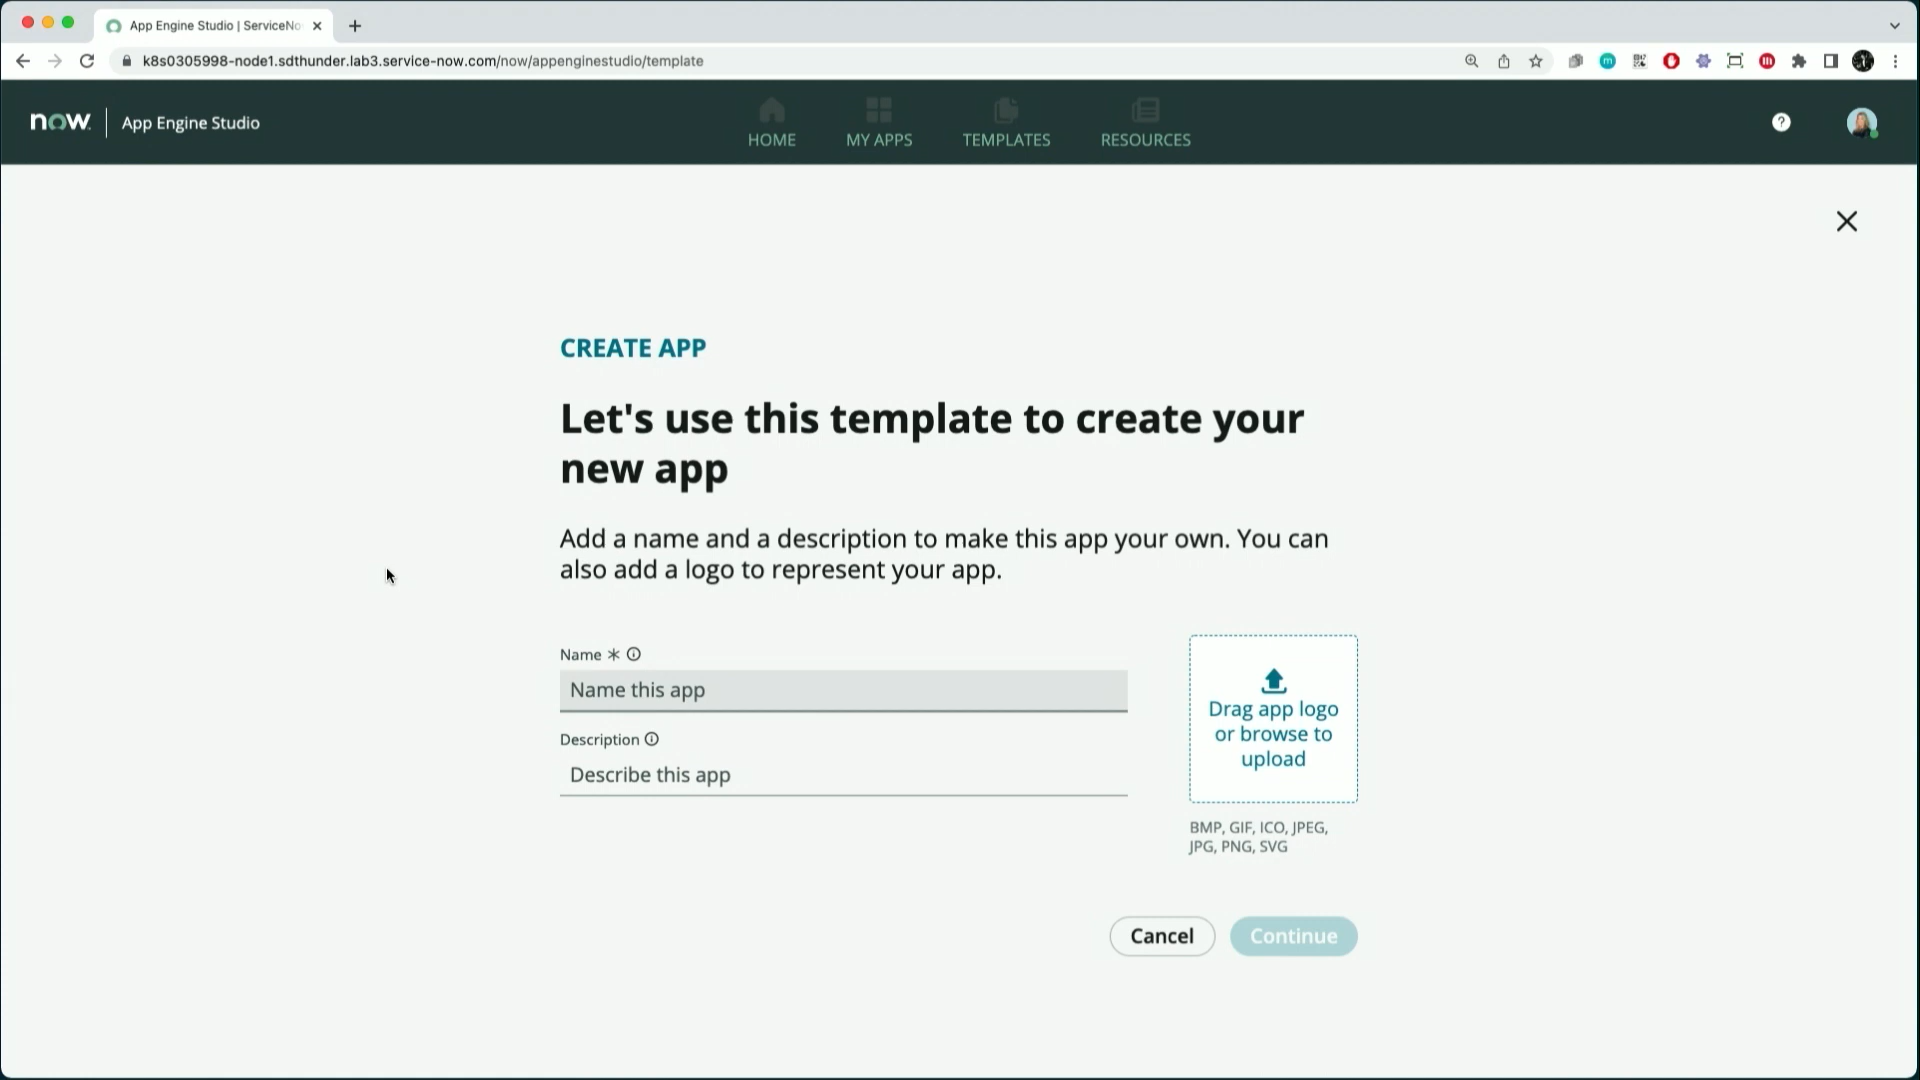 App Engine Studio | ServiceNo
k8s0305998-node1.sdthunder.lab3.service-now.com/now/appenginestudio/template
now. App Engine Studio
HOME MY APPS TEMPLATES RESOURCES
CREATE APP
Let's use this template to create your
new app
Add a name and a description to make this app your own. You can
also add a logo to represent your app.
Name *
Name this app
Description
Describe this app
Drag app logo
or browse to
upload
BMP, GIF, ICO, JPEG,
JPG, PNG, SVG
Cancel Continue